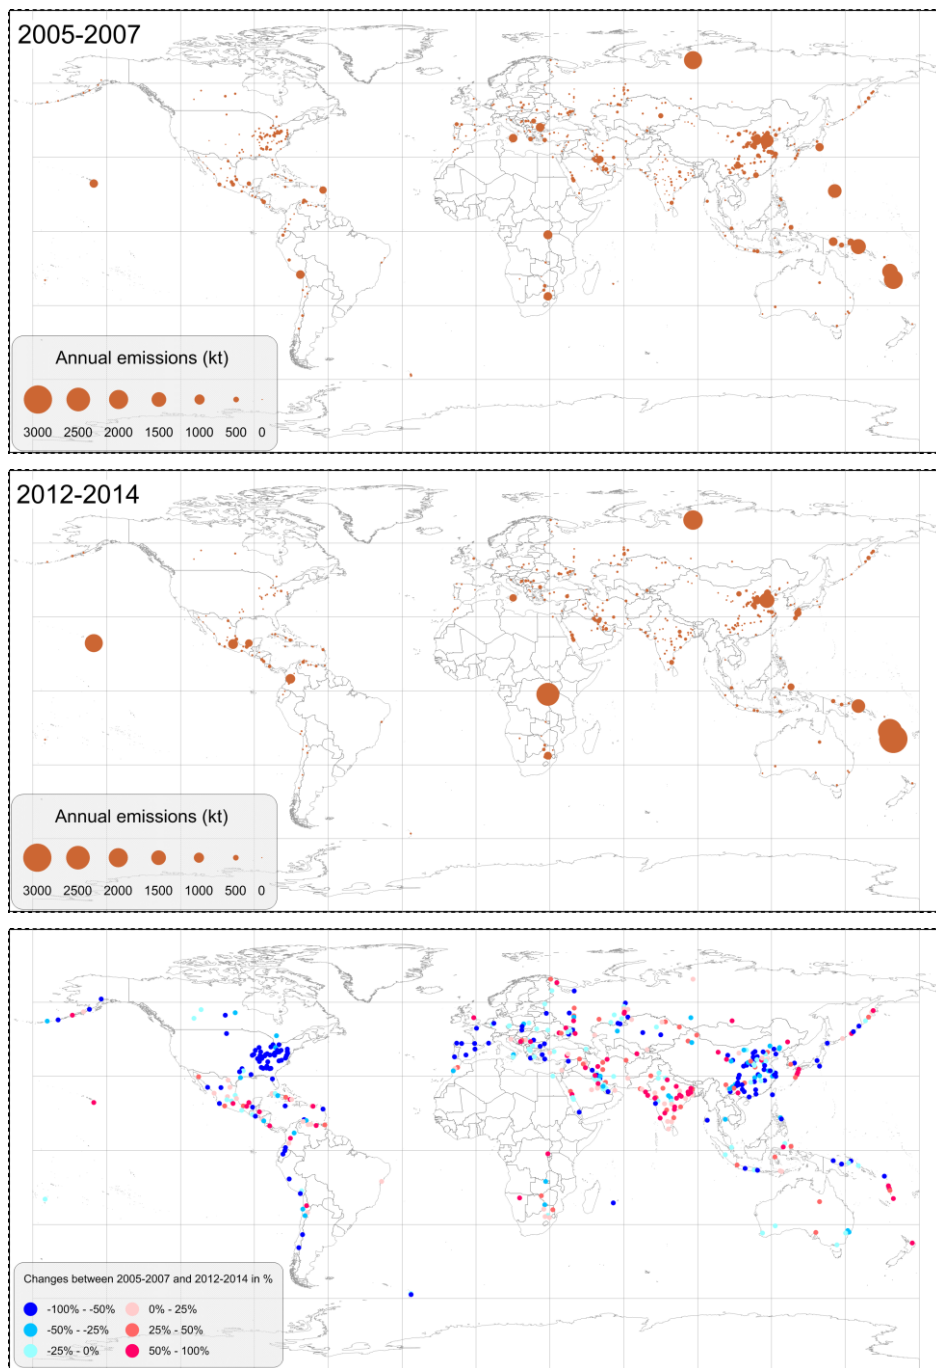 2005-2007
Annual emissions (kt)
3000 2500 2000 1500 1000 500 0
2012-2014
Annual emissions (kt)
3000 2500 2000 1500 1000 500 0
Changes between 2005-2007 and 2012-2014 in %
-100% - -50% 0% - 25%
-50% - -25% 25% - 50%
-25% - 0% 50% - 100%